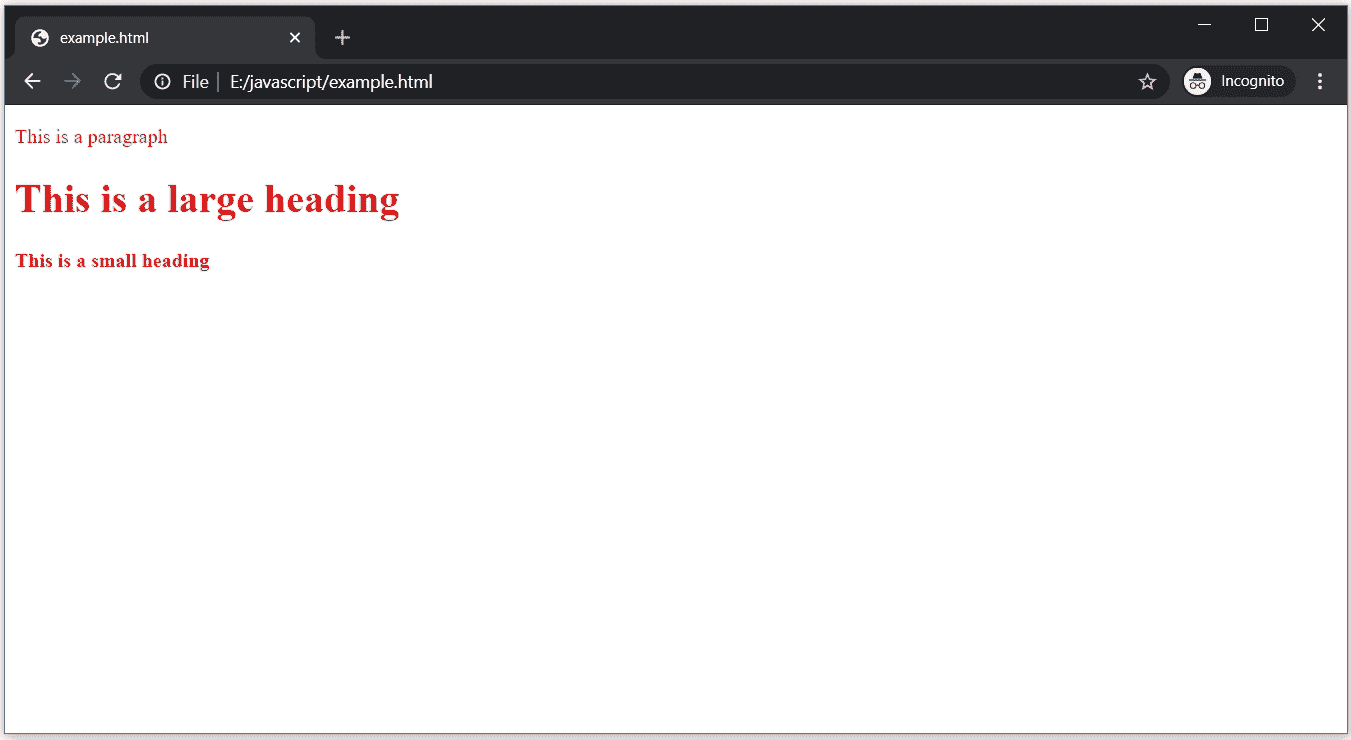 example.html
File | E:/javascript/example.html
Incognito
This is a paragraph
This is a large heading
This is a small heading